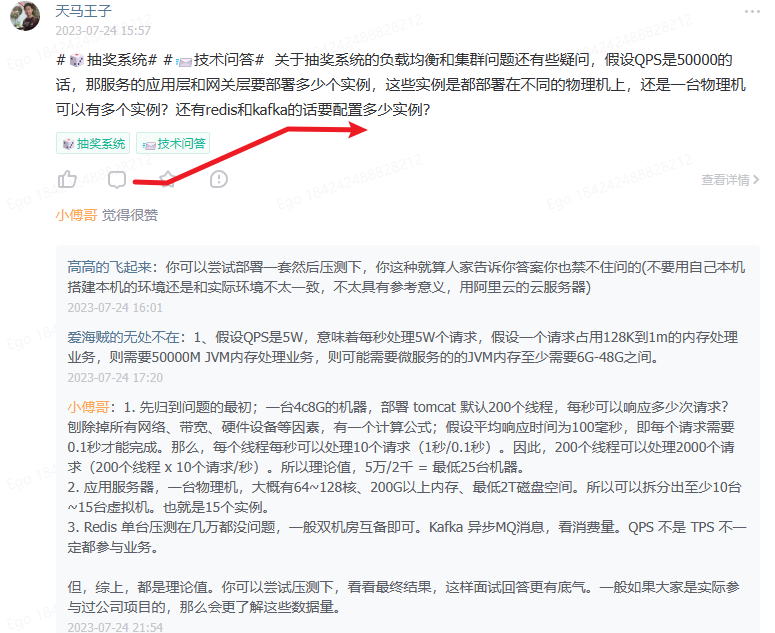 天马王子
2023-07-24 15:57
#🎲抽奖系统# #📨技术问答# 关于抽奖系统的负载均衡和集群问题还有些疑问，假设QPS是50000的
话，那服务的应用层和网关层要部署多少个实例，这些实例是都部署在不同的物理机上，还是一台物理机
可以有多个实例？还有redis和kafka的话要配置多少实例？
🎲抽奖系统 📨技术问答
查看详情
小傅哥 觉得很赞
高高的飞起来：你可以尝试部署一套然后压测下，你这种就算人家告诉你答案你也禁不住问的(不要用自己本机
搭建本机的环境还是和实际环境不太一致，不太具有参考意义，用阿里云的云服务器)
2023-07-24 16:01
爱海贼的无处不在：1、假设QPS是5W，意味着每秒处理5W个请求，假设一个请求占用128K到1m的内存处理
业务，则需要50000M JVM内存处理业务，则可能需要微服务的的JVM内存至少需要6G-48G之间。
2023-07-24 17:20
小傅哥：1. 先归到问题的最初；一台4c8G的机器，部署 tomcat 默认200个线程，每秒可以响应多少次请求？
刨除掉所有网络、带宽、硬件设备等因素，有一个计算公式；假设平均响应时间为100毫秒，即每个请求需要
0.1秒才能完成。那么，每个线程每秒可以处理10个请求（1秒/0.1秒）。因此，200个线程可以处理2000个请
求（200个线程 x 10个请求/秒）。所以理论值，5万/2千 = 最低25台机器。
2. 应用服务器，一台物理机，大概有64~128核、200G以上内存、最低2T磁盘空间。所以可以拆分出至少10台
~15台虚拟机。也就是15个实例。
3. Redis 单台压测在几万都没问题，一般双机房互备即可。Kafka 异步MQ消息，看消费量。QPS 不是 TPS 不一
定都参与业务。
但，综上，都是理论值。你可以尝试压测下，看看最终结果，这样面试回答更有底气。一般如果大家是实际参
与过公司项目的，那么会更了解这些数据量。
2023-07-24 21:54